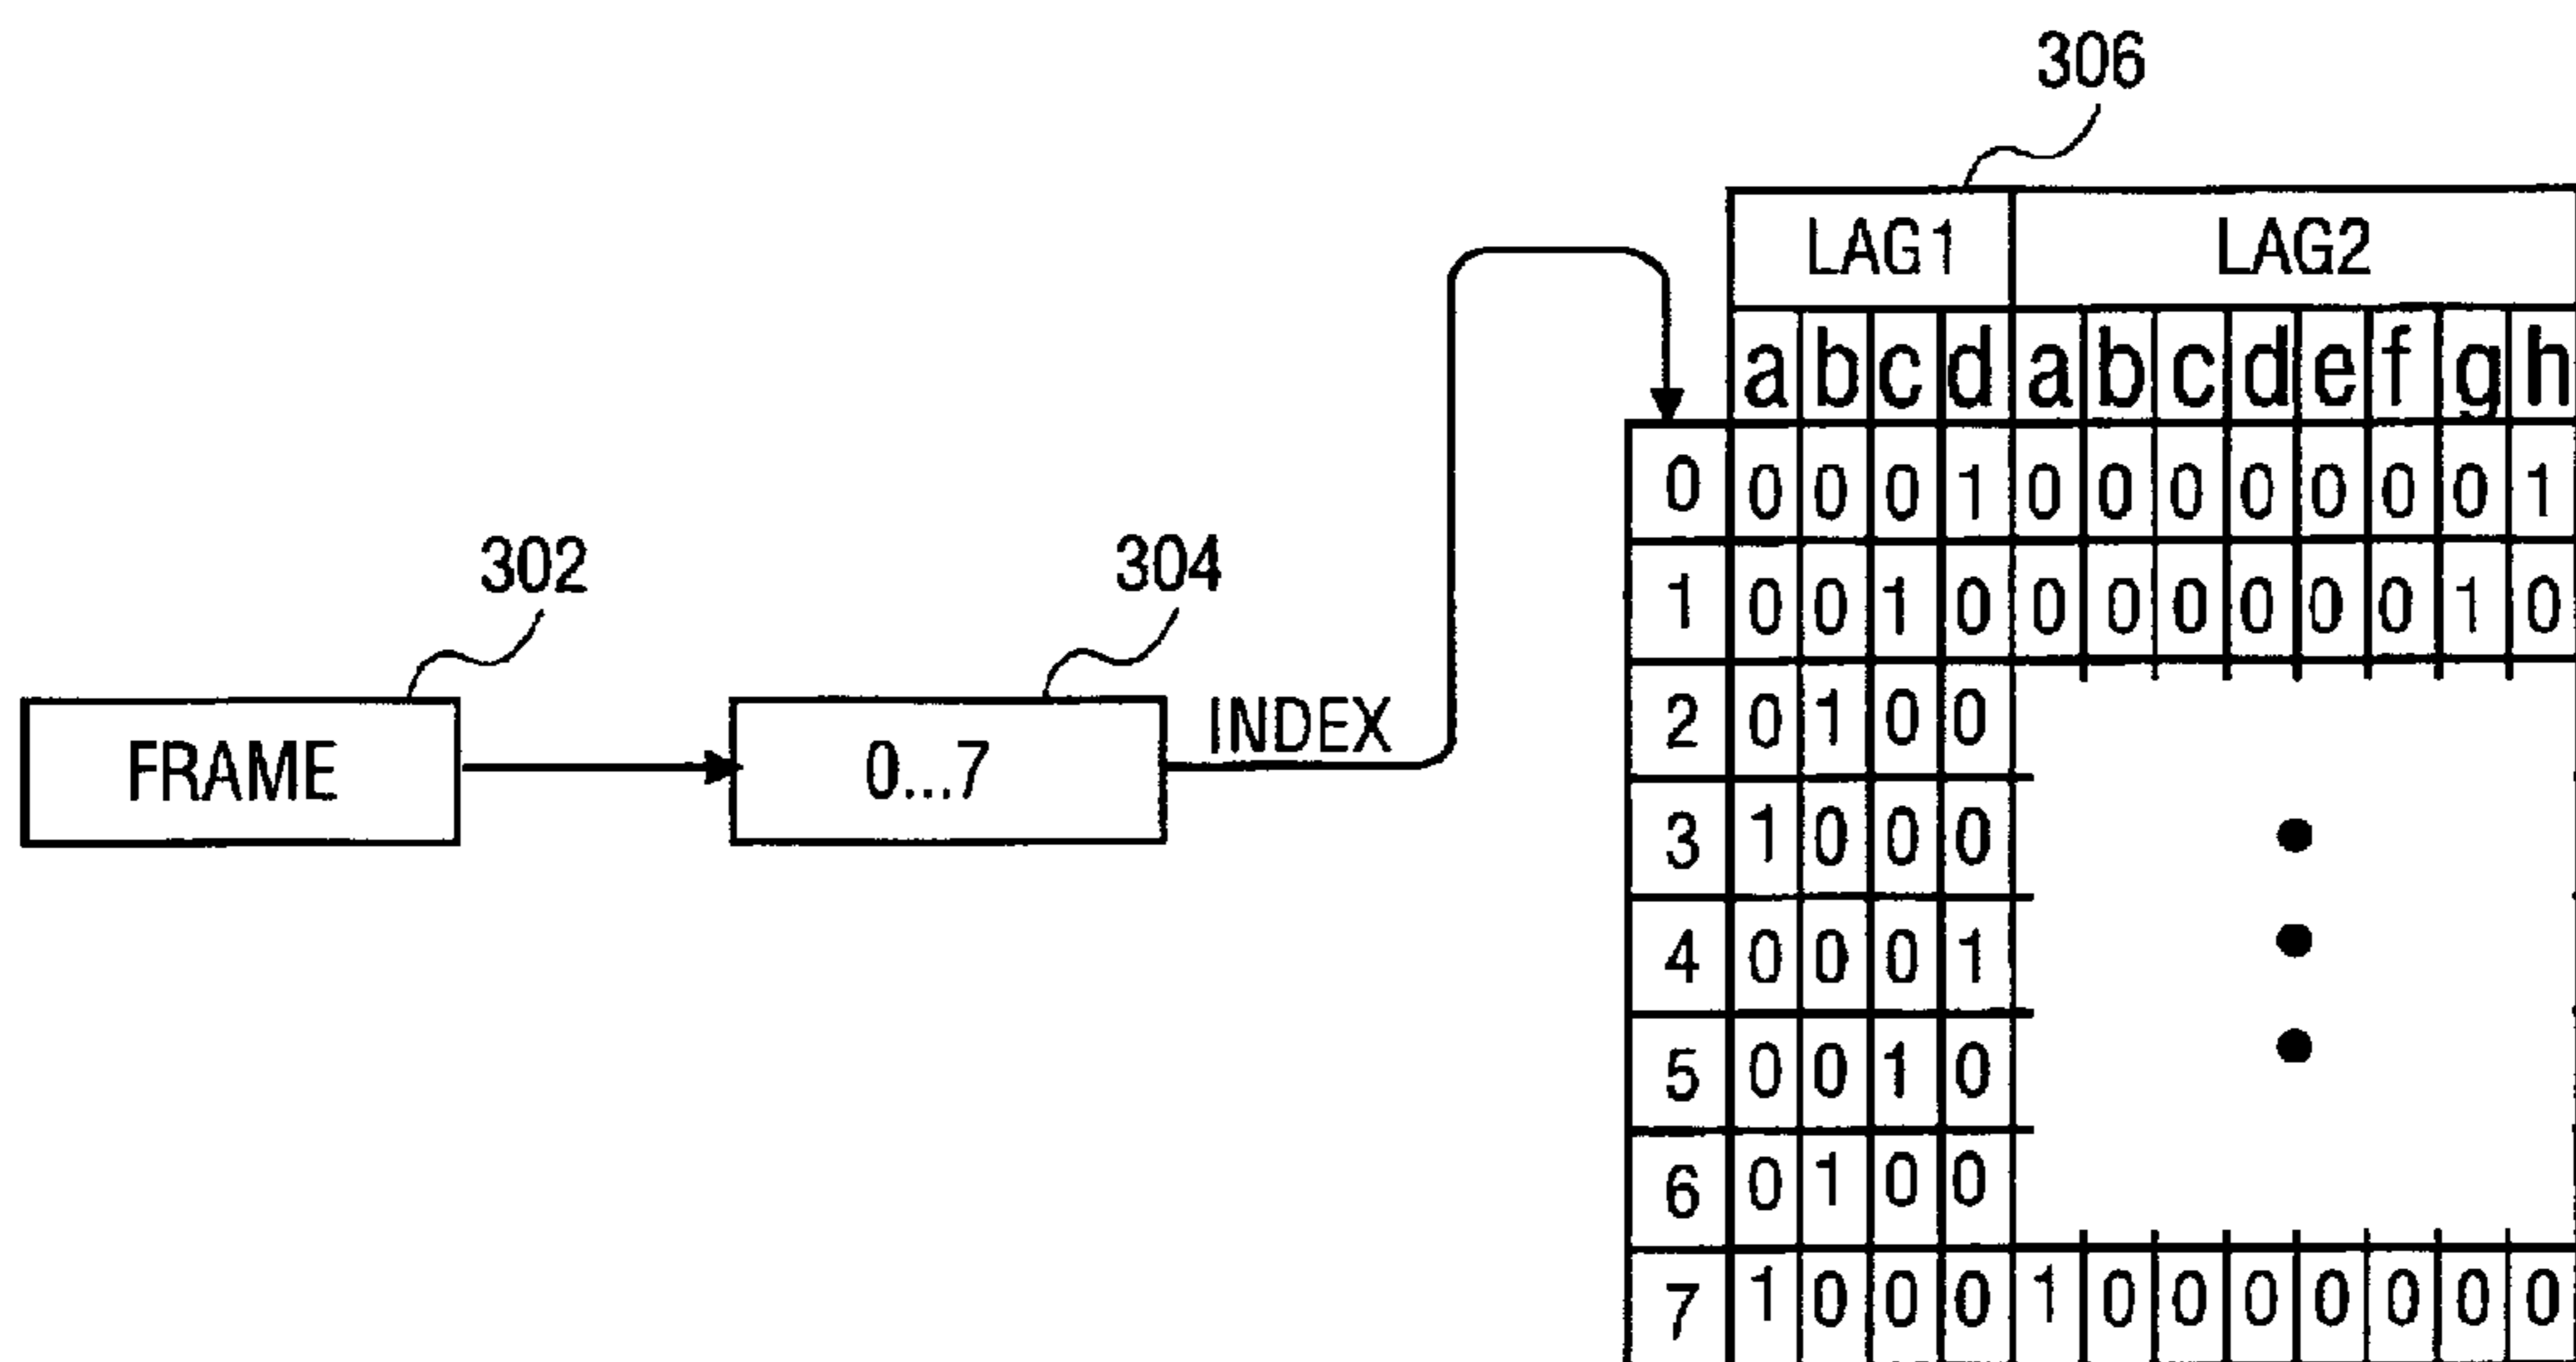 306
LAG1 LAG2
a b c d a b c d e f g h
0 0 0 0 1 0 0 0 0 0 0 0 1
1 0 0 1 0 0 0 0 0 0 0 1 0
2 0 1 0 0
3 1 0 0 0
4 0 0 0 1
5 0 0 1 0
6 0 1 0 0
7 1 0 0 0 1 0 0 0 0 0 0 0
302
304
FRAME
0...7
INDEX